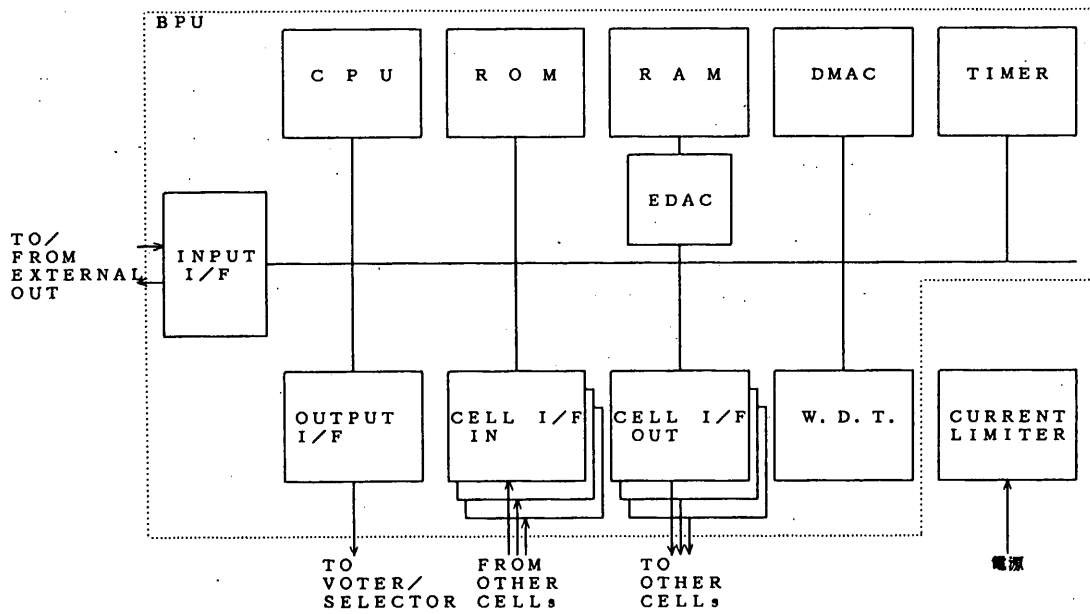 BPU
CPU
ROM
RAM
DMAC
TIMER
EDAC
TO/
FROM
EXTERNAL
OUT
INPUT
I/F
OUTPUT
I/F
CELL I/F
IN
CELL I/F
OUT
W.D.T.
CURRENT
LIMITER
TO
VOTER/
SELECTOR
FROM
OTHER
CELLs
TO
OTHER
CELLs
電源